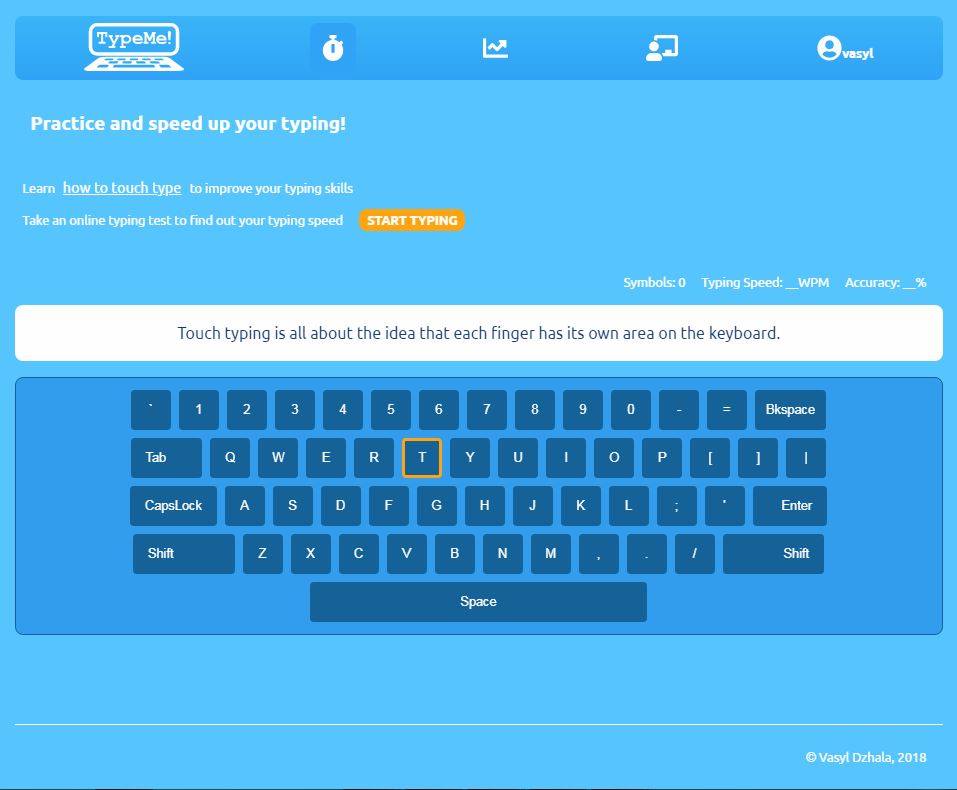 TypeMe!
vasyl
Practice and speed up your typing!
Learn how to touch type to improve your typing skills
Take an online typing test to find out your typing speed START TYPING
Symbols: 0 Typing Speed: __WPM Accuracy: __%
Touch typing is all about the idea that each finger has its own area on the keyboard.
` 1 2 3 4 5 6 7 8 9 0 - = Bkspace
Tab Q W E R T Y U I O P [ ] |
CapsLock A S D F G H J K L ; ' Enter
Shift Z X C V B N M , . / Shift
Space
© Vasyl Dzhala, 2018